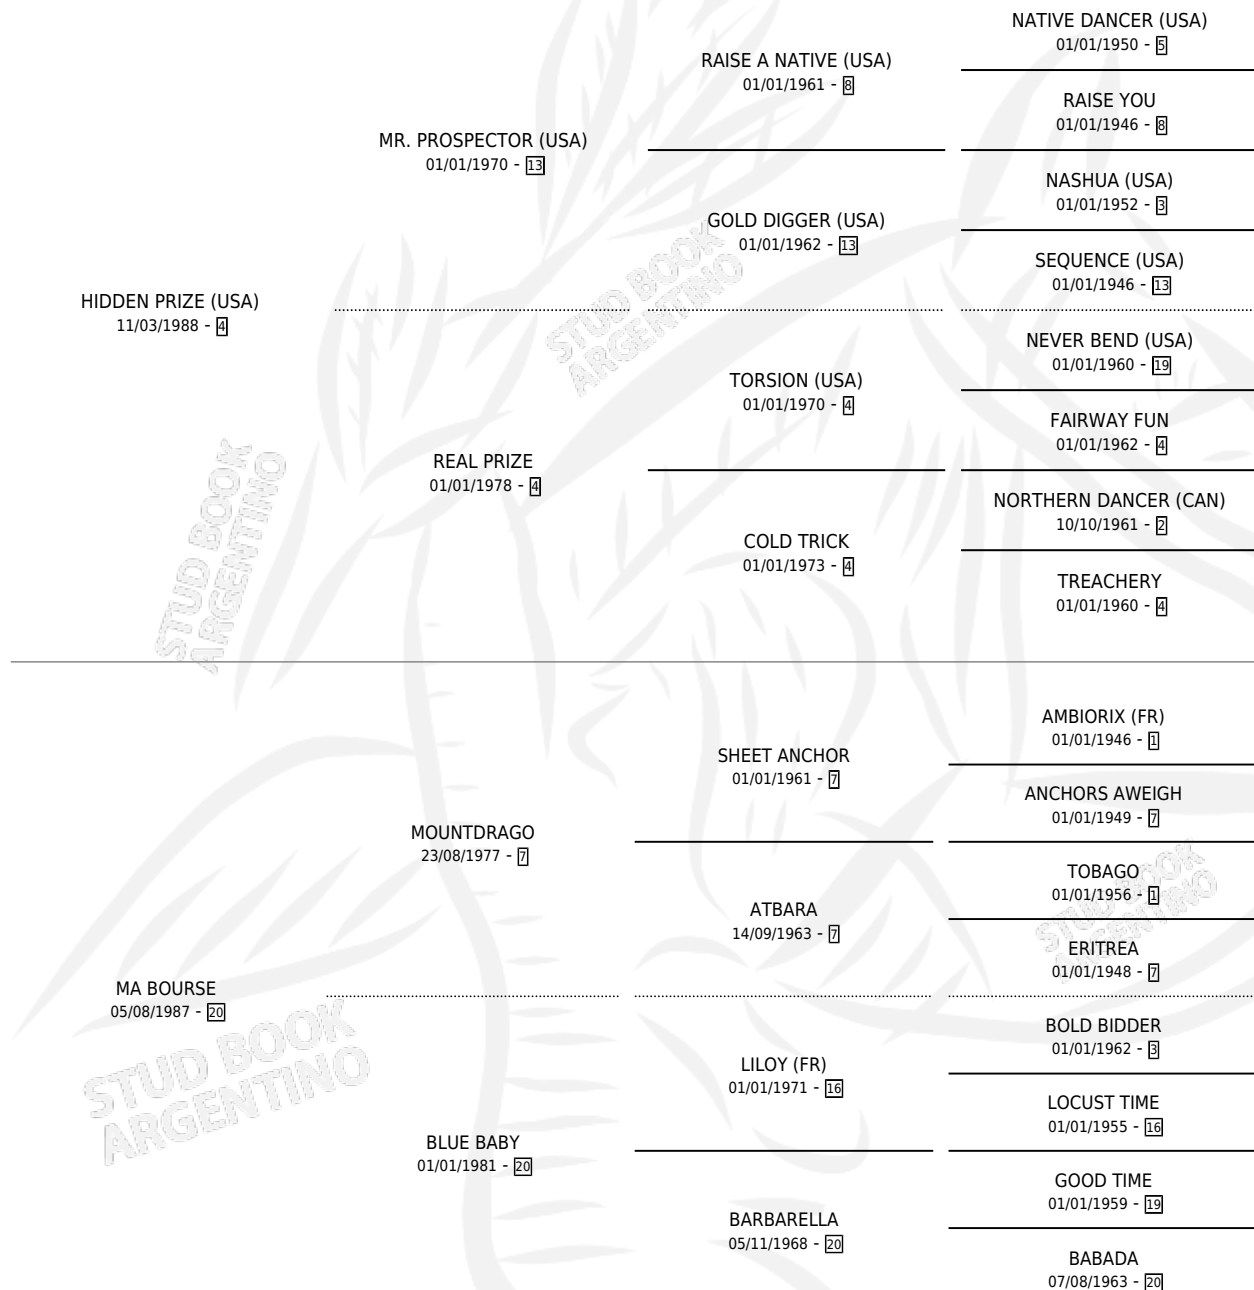 HIDDEN PRIZE (USA)
11/03/1988 - 4
MR. PROSPECTOR (USA)
01/01/1970 - 13
RAISE A NATIVE (USA)
01/01/1961 - 8
NATIVE DANCER (USA)
01/01/1950 - 5
RAISE YOU
01/01/1946 - 8
GOLD DIGGER (USA)
01/01/1962 - 13
NASHUA (USA)
01/01/1952 - 3
SEQUENCE (USA)
01/01/1946 - 13
REAL PRIZE
01/01/1978 - 4
TORSION (USA)
01/01/1970 - 4
NEVER BEND (USA)
01/01/1960 - 19
FAIRWAY FUN
01/01/1962 - 4
COLD TRICK
01/01/1973 - 4
NORTHERN DANCER (CAN)
10/10/1961 - 2
TREACHERY
01/01/1960 - 4
MA BOURSE
05/08/1987 - 20
MOUNTDRAGO
23/08/1977 - 7
SHEET ANCHOR
01/01/1961 - 7
AMBIORIX (FR)
01/01/1946 - 1
ANCHORS AWEIGH
01/01/1949 - 7
ATBARA
14/09/1963 - 7
TOBAGO
01/01/1956 - 1
ERITREA
01/01/1948 - 7
BLUE BABY
01/01/1981 - 20
LILOY (FR)
01/01/1971 - 16
BOLD BIDDER
01/01/1962 - 3
LOCUST TIME
01/01/1955 - 16
BARBARELLA
05/11/1968 - 20
GOOD TIME
01/01/1959 - 19
BABADA
07/08/1963 - 20
STUD BOOK
ARGENTINO
STUD BOOK
ARGENTINO
STUD BOOK
ARGENTINO
STUD BOOK
ARGENTINO